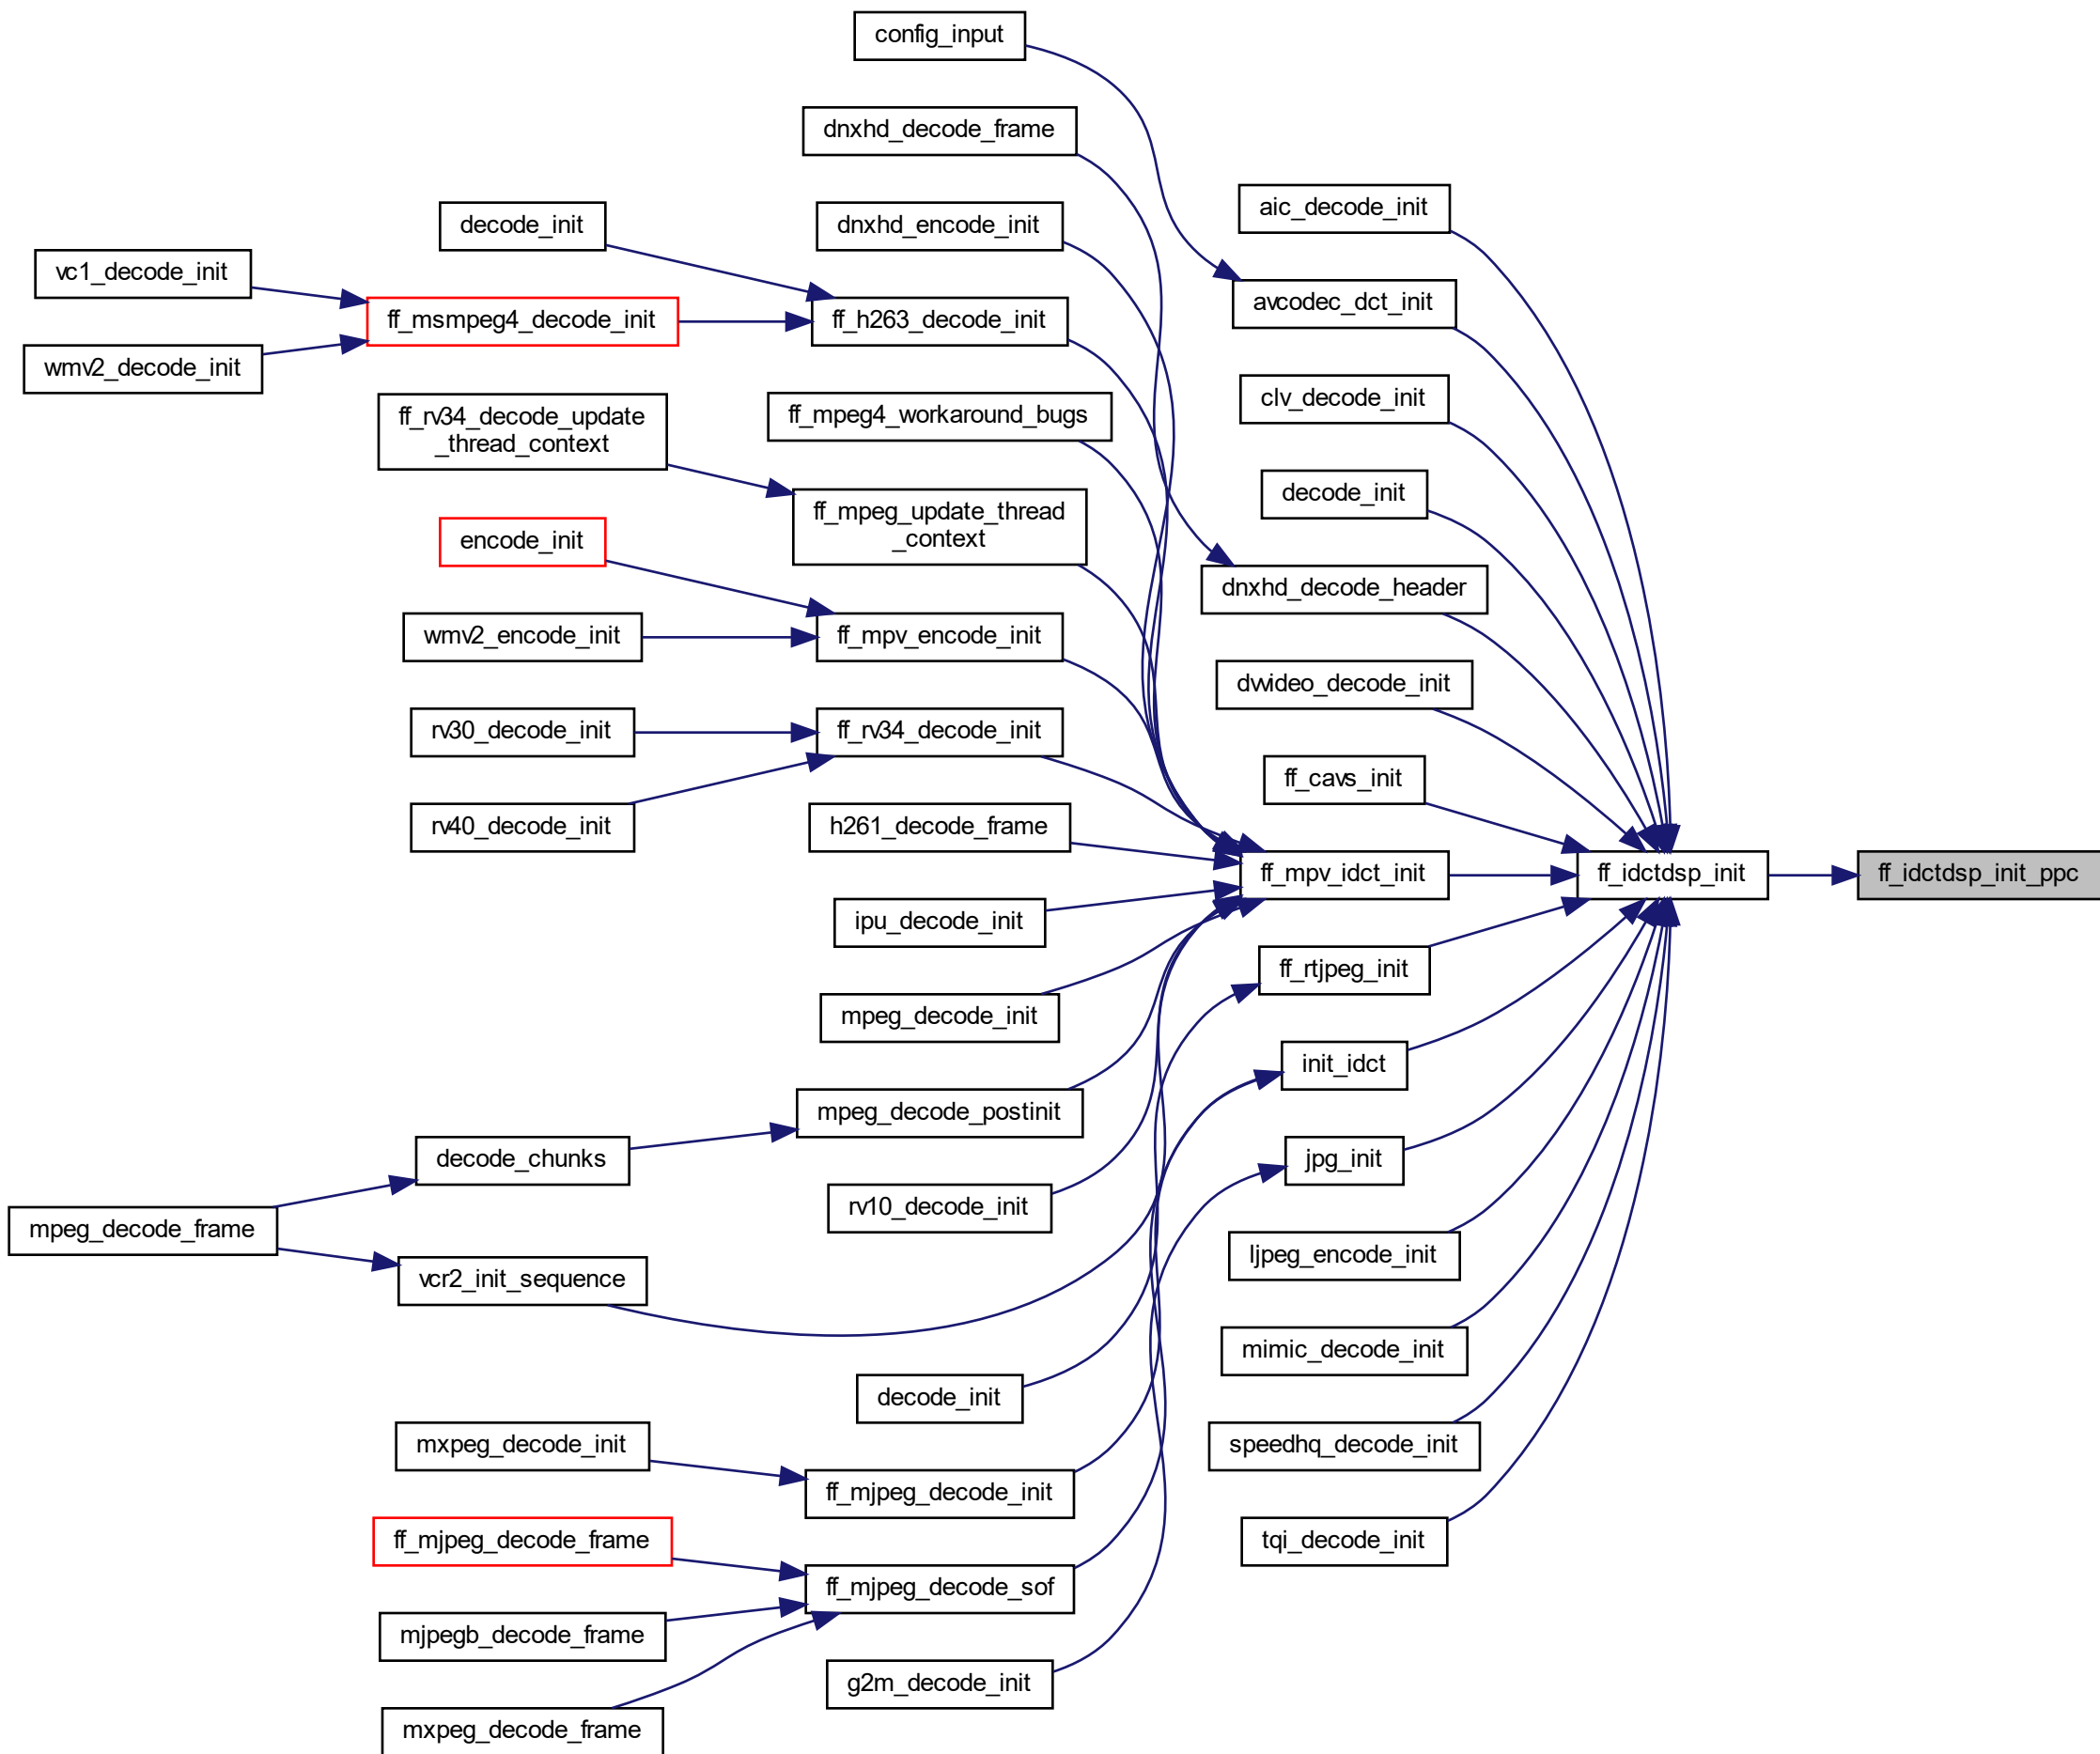 config_input
dnxhd_decode_frame
aic_decode_init
decode_init
dnxhd_encode_init
vc1_decode_init
avcodec_dct_init
ff_msmpeg4_decode_init
ff_h263_decode_init
wmv2_decode_init
clv_decode_init
ff_rv34_decode_update
_thread_context
ff_mpeg4_workaround_bugs
decode_init
ff_mpeg_update_thread
_context
encode_init
dnxhd_decode_header
wmv2_encode_init
ff_mpv_encode_init
dwideo_decode_init
rv30_decode_init
ff_rv34_decode_init
ff_cavs_init
rv40_decode_init
h261_decode_frame
ff_mpv_idct_init
ff_idctdsp_init
ff_idctdsp_init_ppc
ipu_decode_init
ff_rtjpeg_init
mpeg_decode_init
init_idct
mpeg_decode_postinit
decode_chunks
jpg_init
rv10_decode_init
mpeg_decode_frame
ljpeg_encode_init
vcr2_init_sequence
mimic_decode_init
decode_init
mxpeg_decode_init
speedhq_decode_init
ff_mjpeg_decode_init
ff_mjpeg_decode_frame
tqi_decode_init
ff_mjpeg_decode_sof
mjpegb_decode_frame
g2m_decode_init
mxpeg_decode_frame